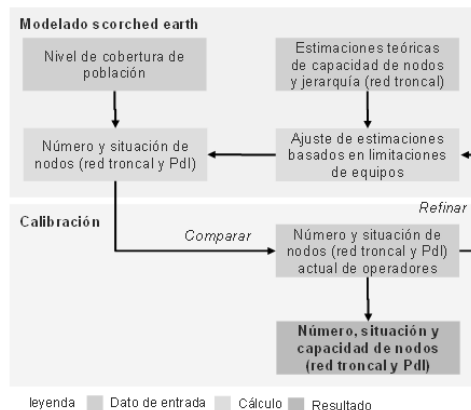 Modelado scorched earth
Nivel de cobertura de
población
Estimaciones teóricas
de capacidad de nodos
y jerarquía (red troncal)
Número y situación de
nodos (red troncal y PdI)
Ajuste de estimaciones
basados en limitaciones
de equipos
Refinar
Calibración
Comparar
Número y situación de
nodos (red troncal y PdI)
actual de operadores
Número, situación y
capacidad de nodos
(red troncal y PdI)
leyenda Dato de entrada Cálculo Resultado